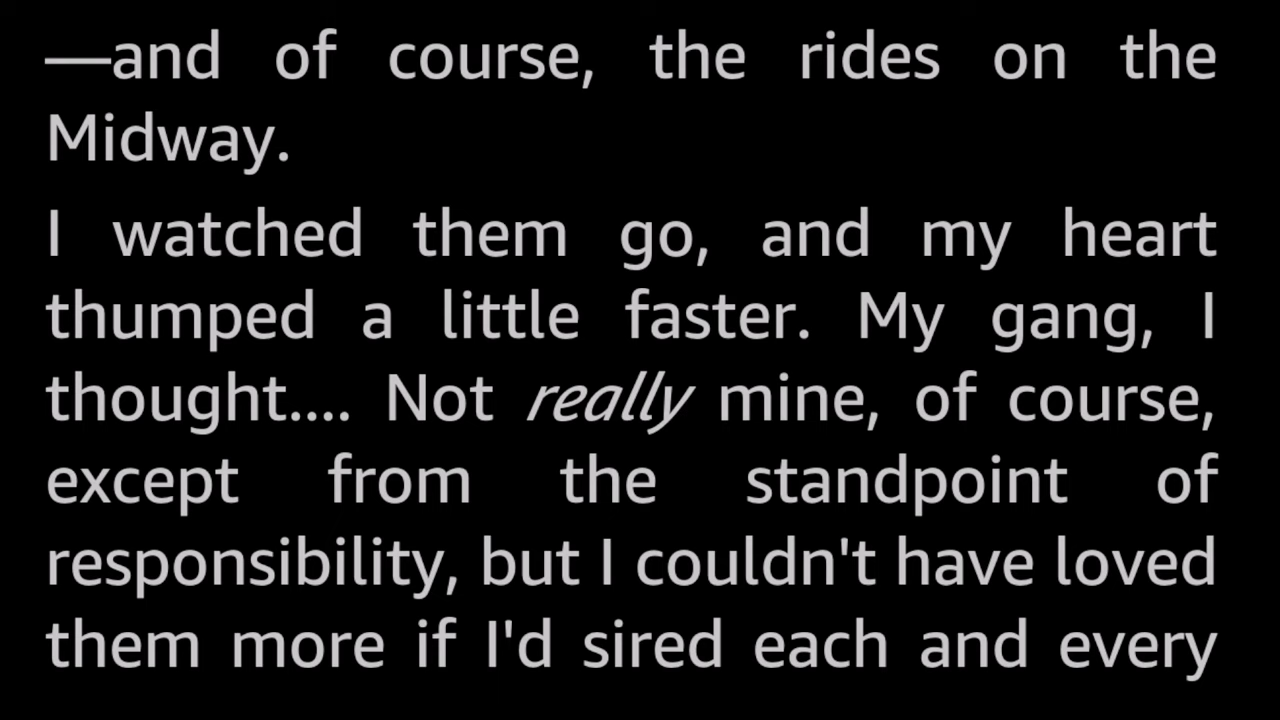 —and of course, the rides on the
Midway.
I watched them go, and my heart
thumped a little faster. My gang, I
thought.... Not really mine, of course,
except from the standpoint of
responsibility, but I couldn't have loved
them more if I'd sired each and every